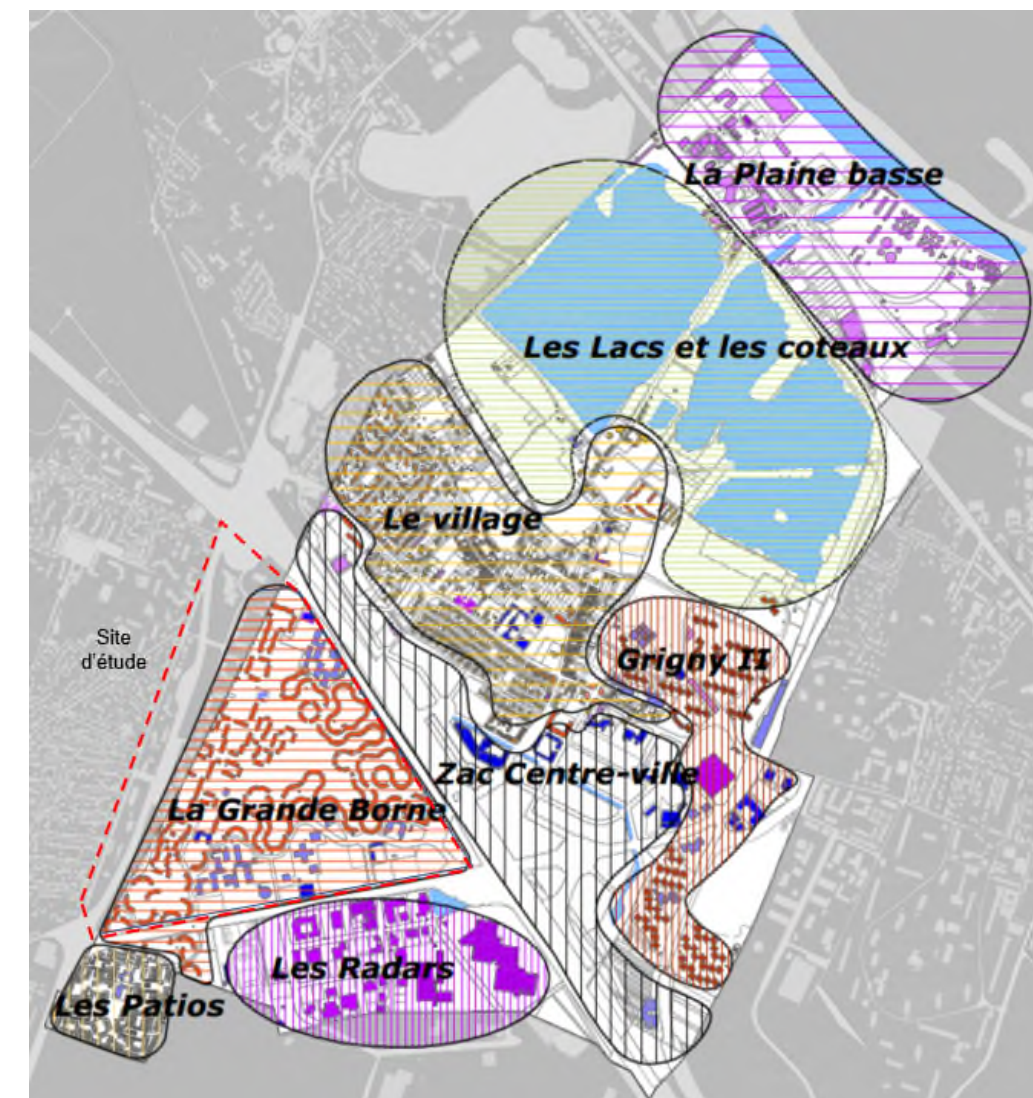 La Plaine basse
Les Lacs et les coteaux
Le village
Site
d'étude
Grigny II
Zac Centre-ville
La Grande Borne
Les Radars
Les Patios